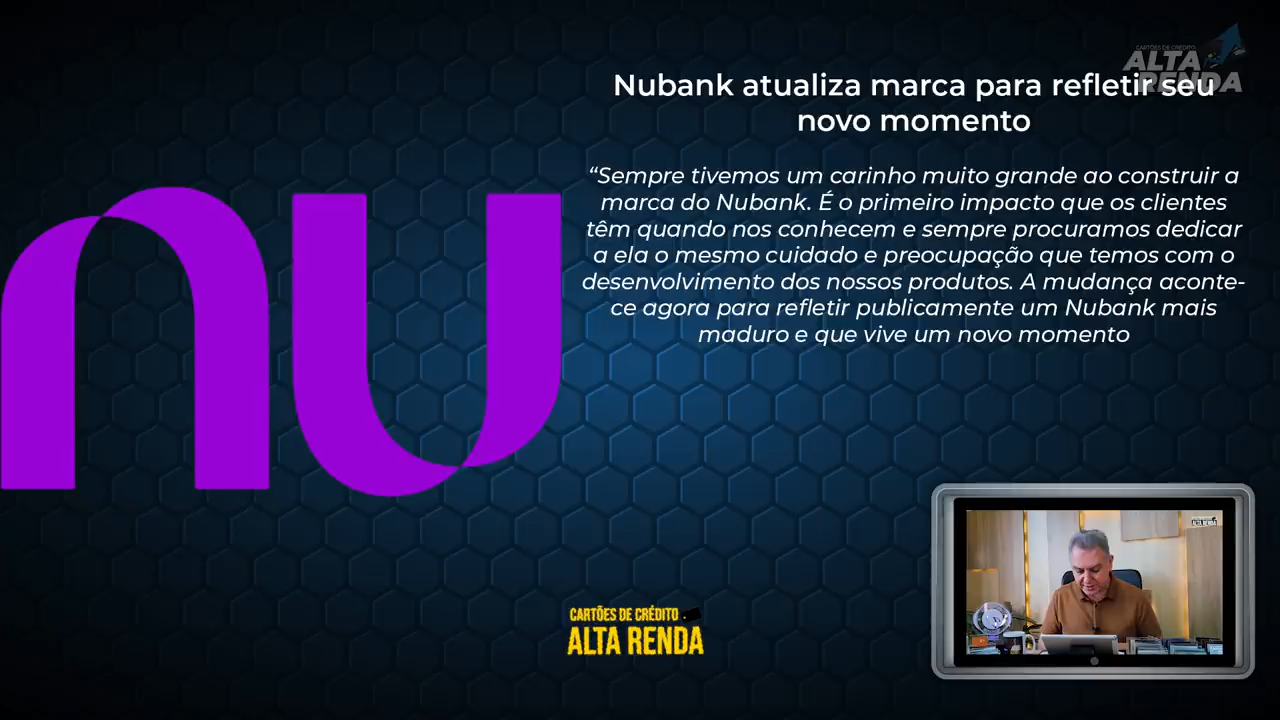 CARTÕES DE CRÉDITO
ALTA
RENDA
Nubank atualiza marca para refletir seu
novo momento
“Sempre tivemos um carinho muito grande ao construir a
marca do Nubank. É o primeiro impacto que os clientes
têm quando nos conhecem e sempre procuramos dedicar
a ela o mesmo cuidado e preocupação que temos com o
desenvolvimento dos nossos produtos. A mudança aconte-
ce agora para refletir publicamente um Nubank mais
maduro e que vive um novo momento
nu
CARTÕES DE CRÉDITO
ALTA RENDA
ALTA RENDA